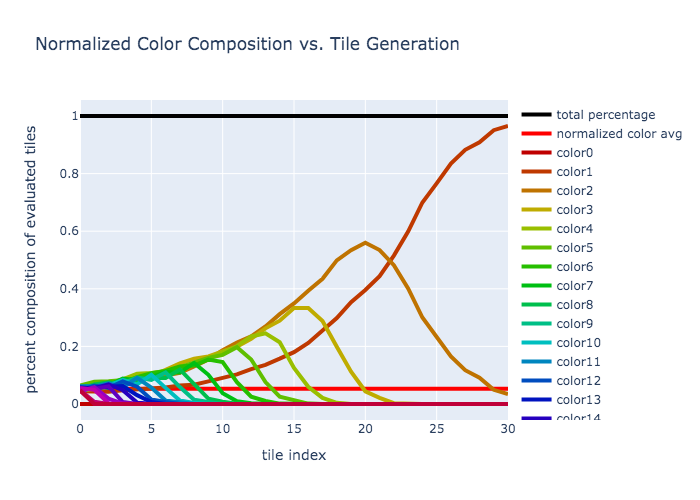 Normalized Color Composition vs. Tile Generation
percent composition of evaluated tiles
1
0.8
0.6
0.4
0.2
0
0 5 10 15 20 25 30
tile index
total percentage
normalized color avg
color0
color1
color2
color3
color4
color5
color6
color7
color8
color9
color10
color11
color12
color13
color14